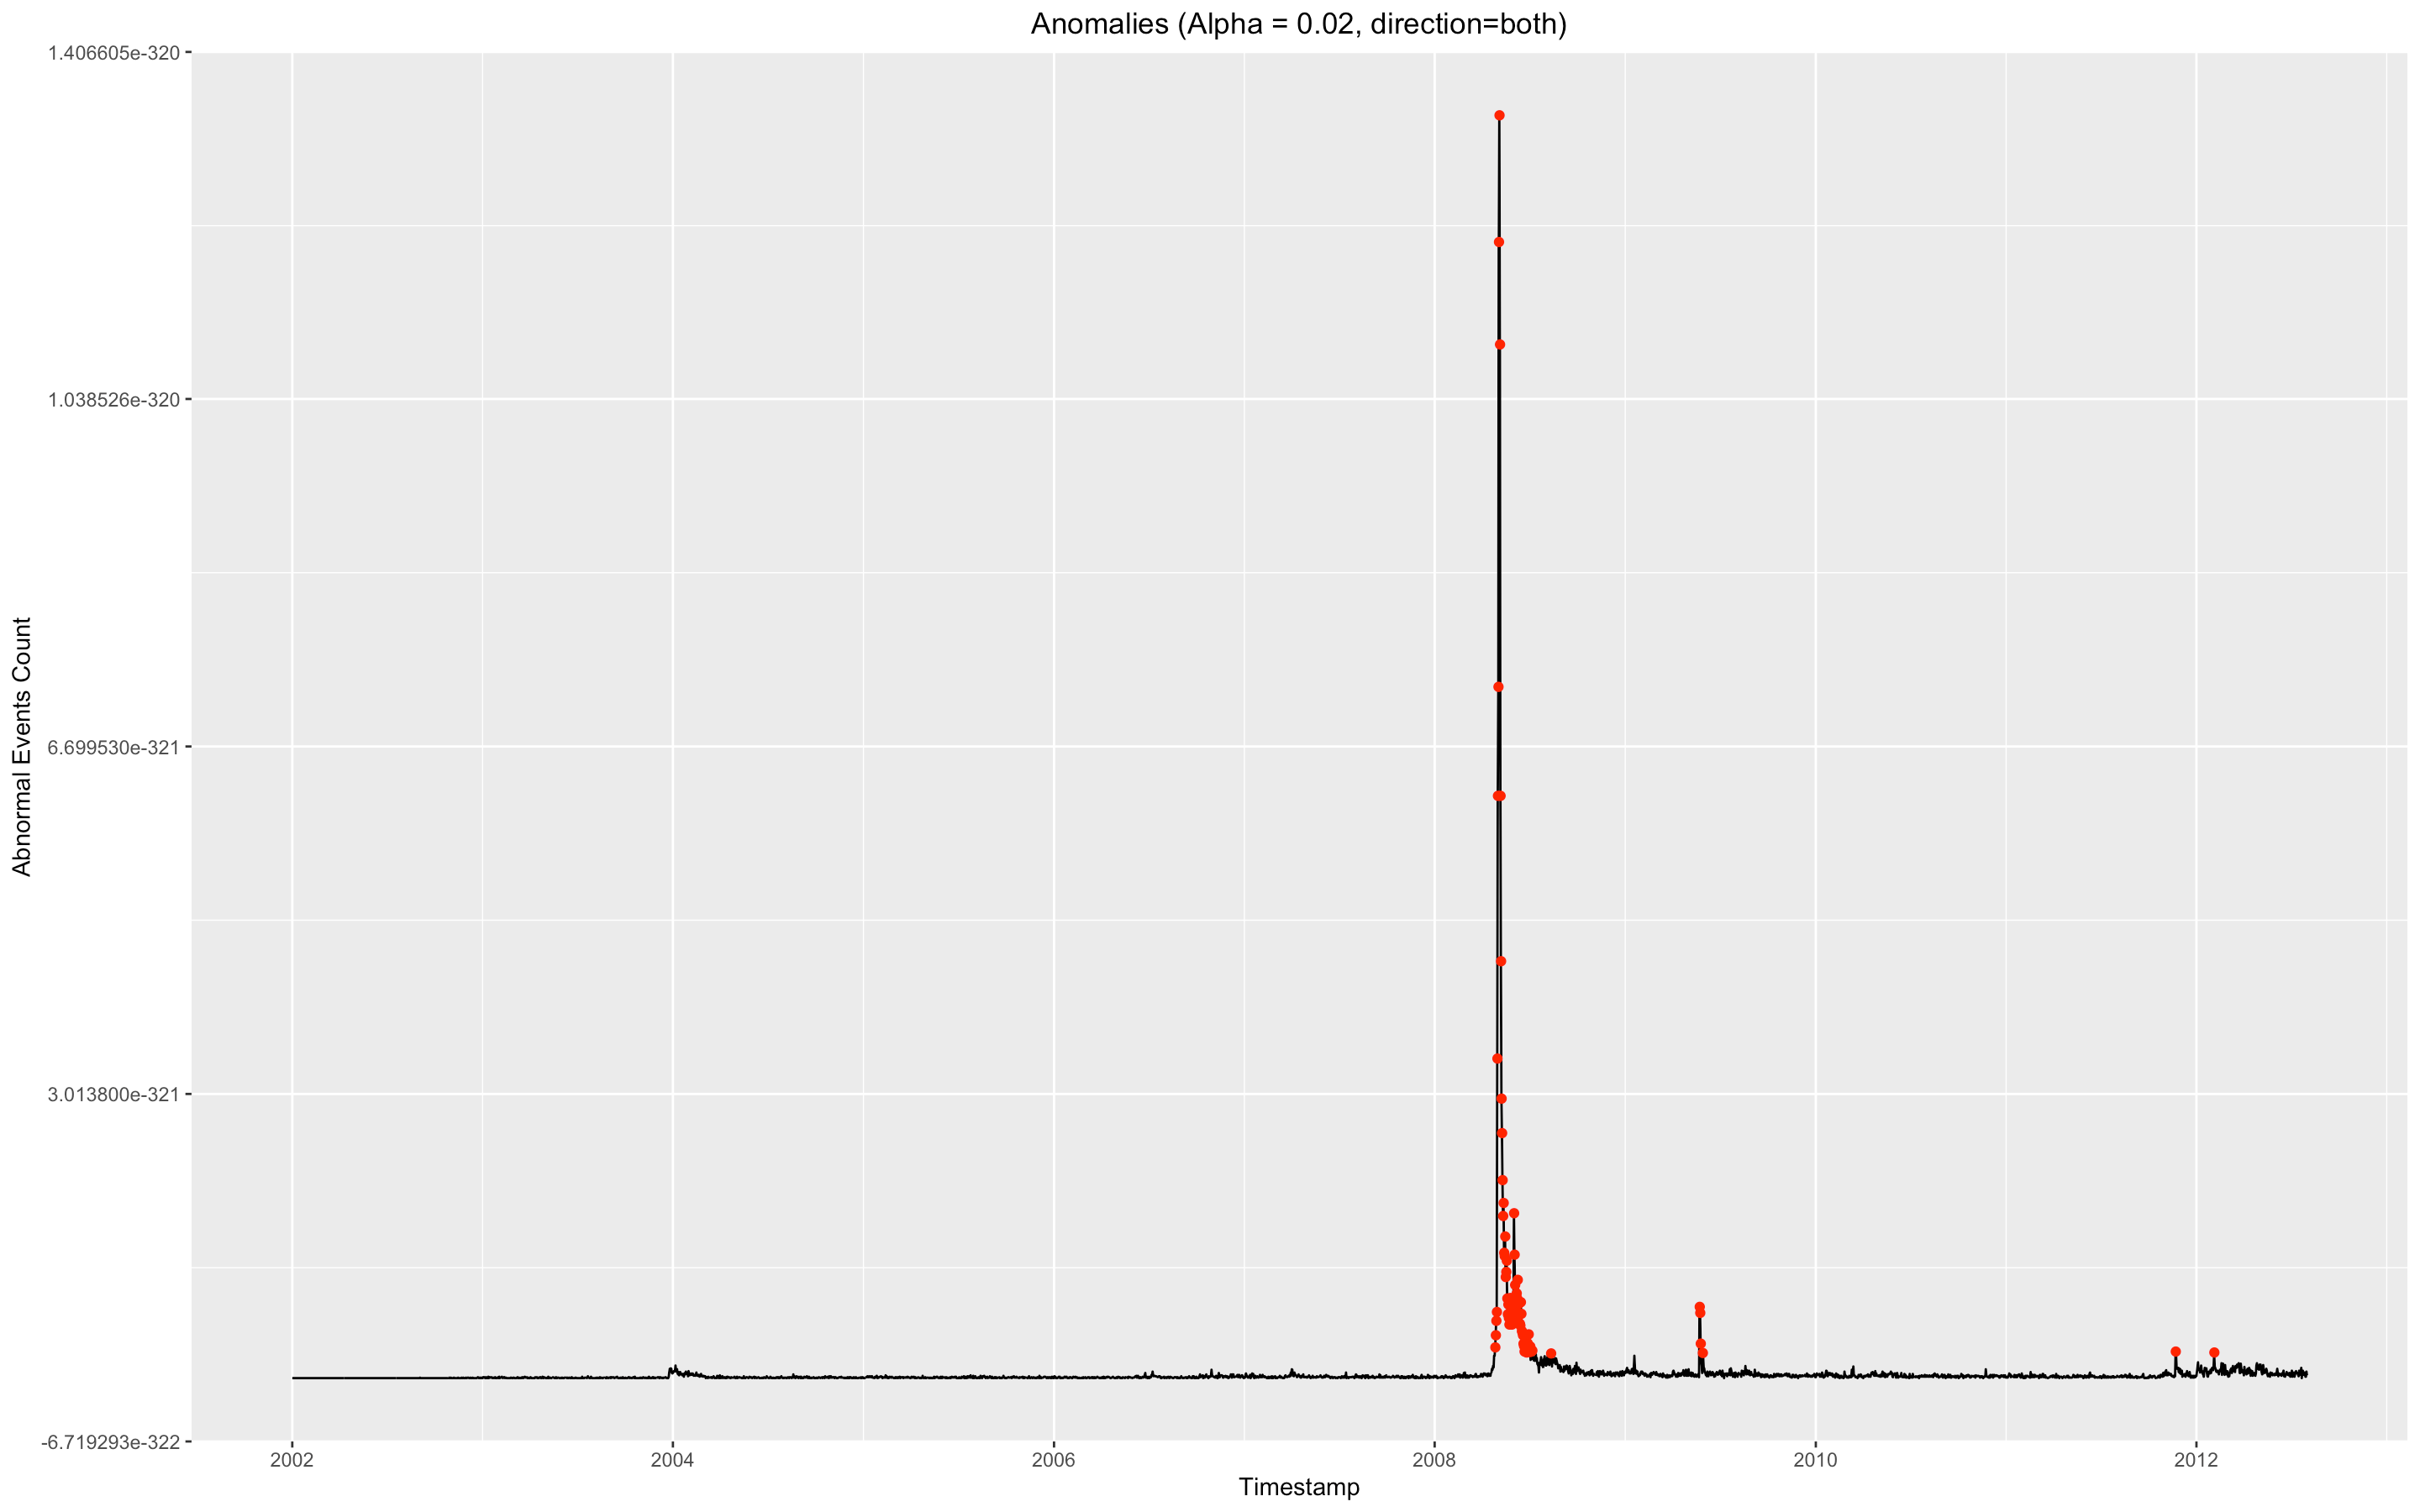 Anomalies (Alpha = 0.02, direction=both)
1.406605e-320
1.038526e-320
6.699530e-321
3.013800e-321
-6.719293e-322
Abnormal Events Count
2002 2004 2006 2008 2010 2012
Timestamp